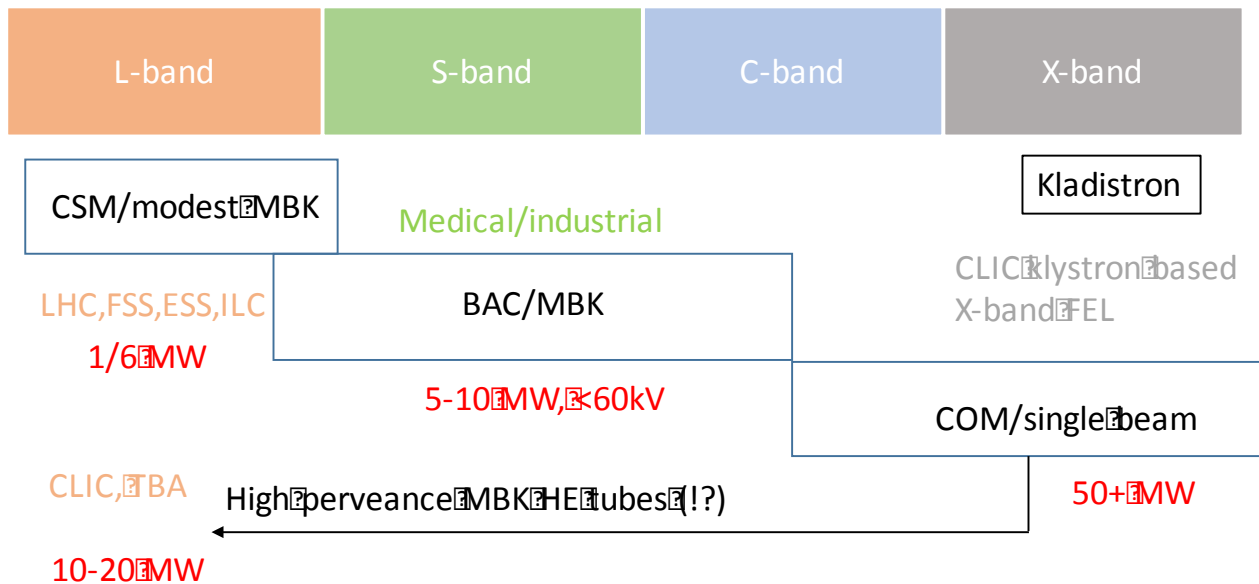 L-band
S-band
C-band
X-band
CSM/modest MBK
Kladistron
Medical/industrial
CLIC klystron based
X-band FEL
LHC,FSS,ESS,ILC
BAC/MBK
1/6 MW
5-10 MW, <60kV
COM/single beam
CLIC, TBA
High perveance MBK HE tubes (!?)
50+ MW
10-20 MW